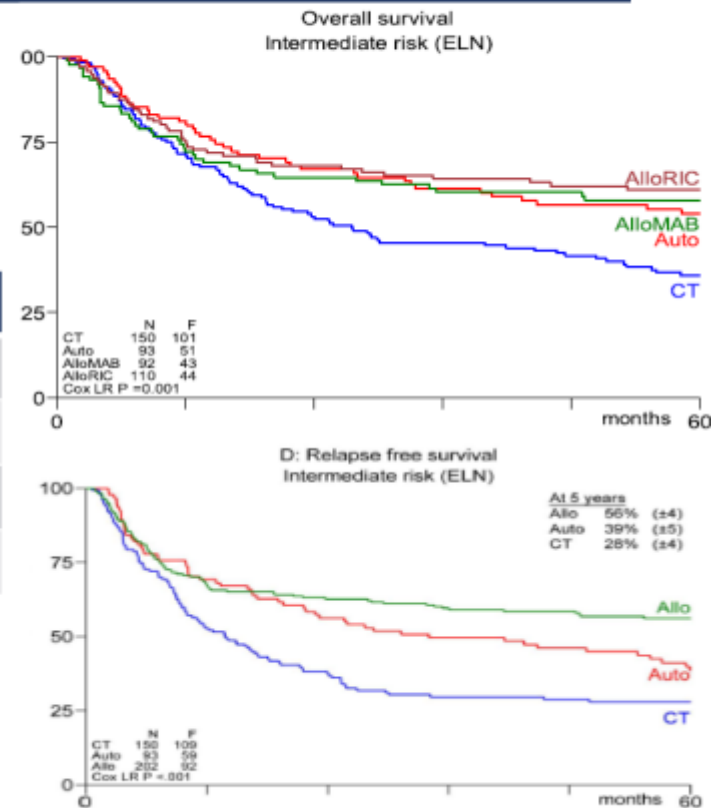 Overall survival
Intermediate risk (ELN)
00
75
50
25
0
AlloRIC
AlloMAB
Auto
CT
N F
CT 150 101
Auto 93 51
AlloMAB 92 43
AlloRIC 110 44
Cox LR P =0.001
0 months 60
D: Relapse free survival
Intermediate risk (ELN)
At 5 years
Allo 56% (±4)
Auto 39% (±5)
CT 28% (±4)
100
75
50
25
0
Allo
Auto
CT
N F
CT 150 109
Auto 93 59
Allo 202 92
Cox LR P <.001
0 months 60